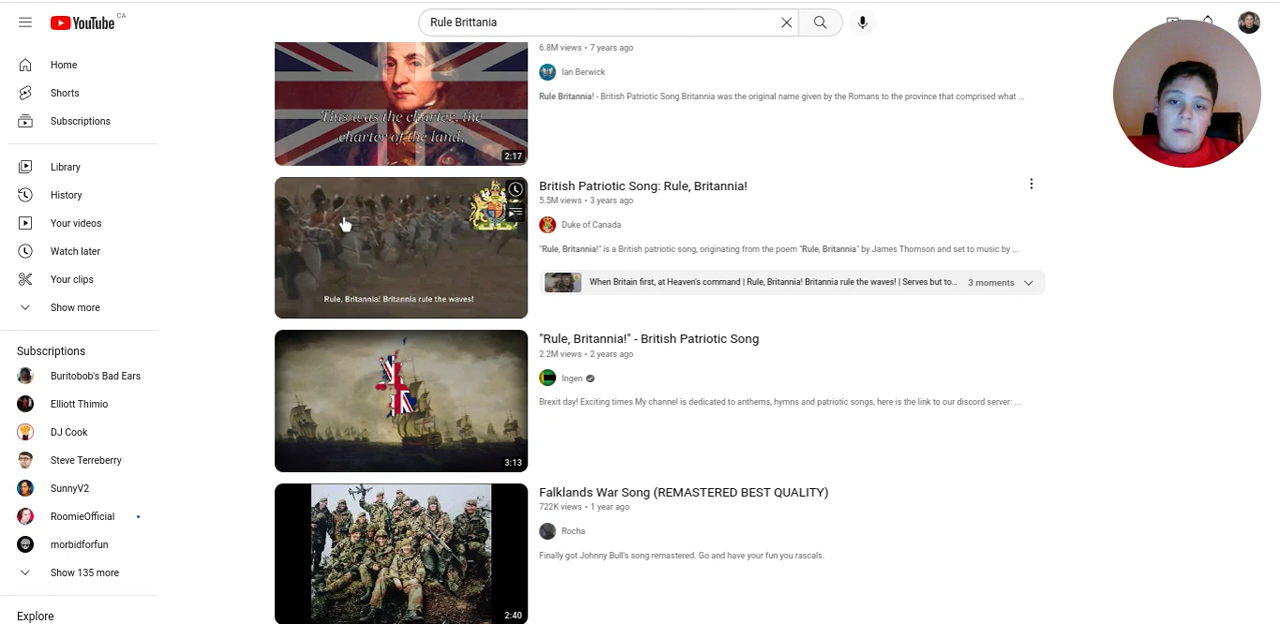 YouTube CA
Rule Brittania
Home
Shorts
Subscriptions
Library
History
Your videos
Watch later
Your clips
Show more
Subscriptions
Buritobob's Bad Ears
Elliott Thimio
DJ Cook
Steve Terreberry
SunnyV2
RoomieOfficial
morbidforfun
Show 135 more
Explore
This was the charter, the
charter of the land,
2:17
6.8M views • 7 years ago
Ian Berwick
Rule Britannia! - British Patriotic Song Britannia was the original name given by the Romans to the province that comprised what ...
Rule, Britannia! Britannia rule the waves!
British Patriotic Song: Rule, Britannia!
5.5M views • 3 years ago
Duke of Canada
"Rule, Britannia!" is a British patriotic song, originating from the poem "Rule, Britannia" by James Thomson and set to music by ...
When Britain first, at Heaven's command | Rule, Britannia! Britannia rule the waves! | Serves but to... 3 moments
3:13
"Rule, Britannia!" - British Patriotic Song
2.2M views • 2 years ago
Ingen
Brexit day! Exciting times My channel is dedicated to anthems, hymns and patriotic songs, here is the link to our discord server: ...
2:40
Falklands War Song (REMASTERED BEST QUALITY)
722K views • 1 year ago
Rocha
Finally got Johnny Bull's song remastered. Go and have your fun you rascals.